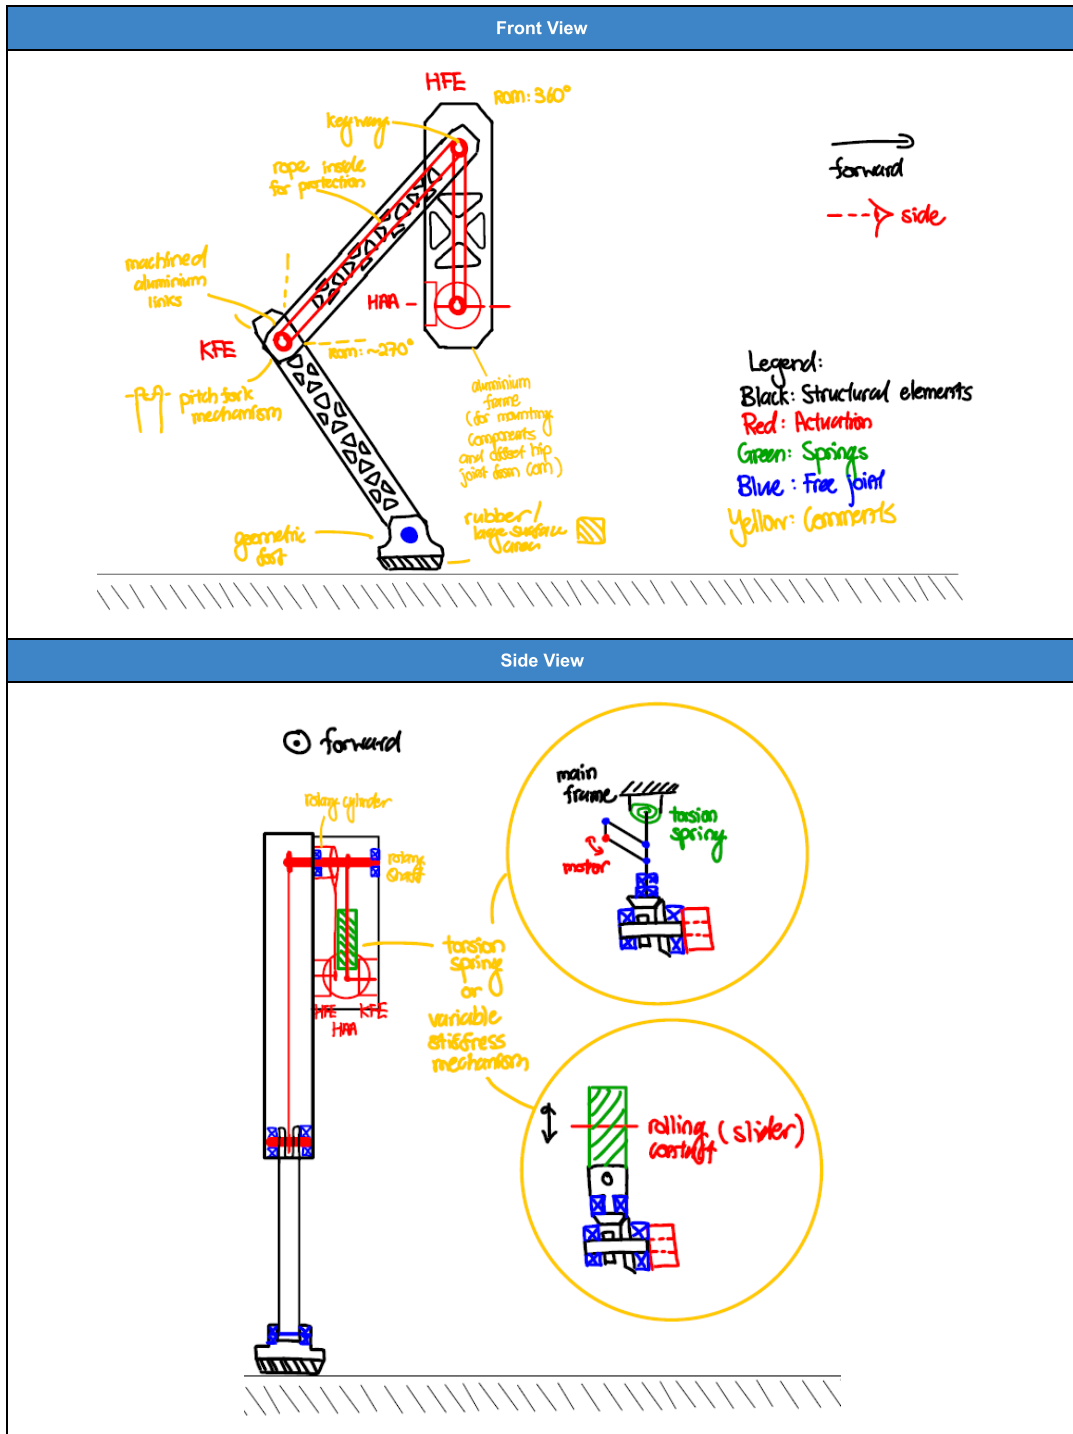 Front View
HFE
ROM: 360°
keyways
rope inside
for protection
forward
side
machined
aluminium
links
HAA
KFE
ROM: ~270°
pitch fork
mechanism
aluminium
frame
(for mounting
components
and offset hip
joint from COM)
Legend:
Black: Structural elements
Red: Actuation
Green: Springs
Blue: Free joint
Yellow: Comments
geometric
foot
rubber/
large surface
area
Side View
forward
rotary cylinder
rotary
shaft
main
frame
torsion
spring
motor
torsion
spring
or
variable
stiffness
mechanism
HFE KFE
HAA
rolling (slider)
contact